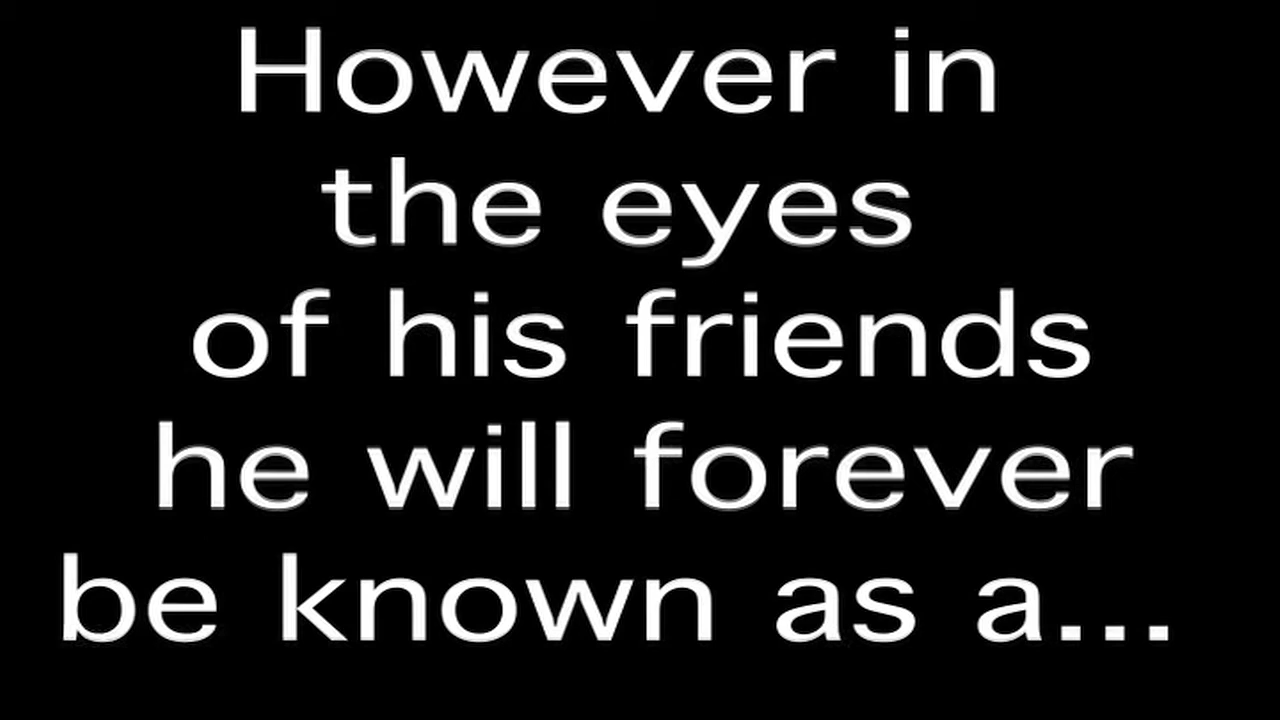 However in
the eyes
of his friends
he will forever
be known as a...